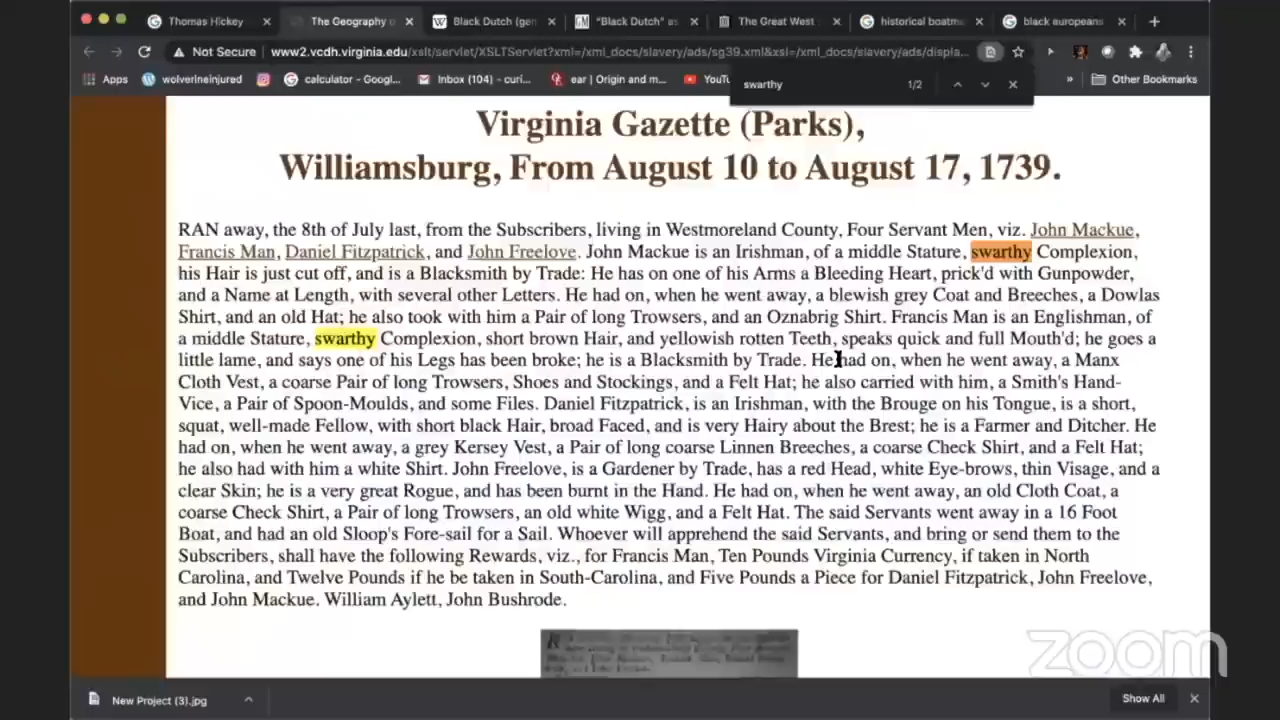 Thomas Hickey
The Geography o
Black Dutch (gen
"Black Dutch" as
The Great West
historical boatm
black europeans
Not Secure
www2.vcdh.virginia.edu/xslt/servlet/XSLTServlet?xml=/xml_docs/slavery/ads/sg39.xml&xsl=/xml_docs/slavery/ads/displa...
Apps
wolverineinjured
calculator - Googl...
Inbox (104) - curi...
ear | Origin and m...
YouTu
swarthy
1/2
»
Other Bookmarks
Virginia Gazette (Parks),
Williamsburg, From August 10 to August 17, 1739.
RAN away, the 8th of July last, from the Subscribers, living in Westmoreland County, Four Servant Men, viz. John Mackue,
Francis Man, Daniel Fitzpatrick, and John Freelove. John Mackue is an Irishman, of a middle Stature, swarthy Complexion,
his Hair is just cut off, and is a Blacksmith by Trade: He has on one of his Arms a Bleeding Heart, prick'd with Gunpowder,
and a Name at Length, with several other Letters. He had on, when he went away, a blewish grey Coat and Breeches, a Dowlas
Shirt, and an old Hat; he also took with him a Pair of long Trowsers, and an Oznabrig Shirt. Francis Man is an Englishman, of
a middle Stature, swarthy Complexion, short brown Hair, and yellowish rotten Teeth, speaks quick and full Mouth'd; he goes a
little lame, and says one of his Legs has been broke; he is a Blacksmith by Trade. He had on, when he went away, a Manx
Cloth Vest, a coarse Pair of long Trowsers, Shoes and Stockings, and a Felt Hat; he also carried with him, a Smith's Hand-
Vice, a Pair of Spoon-Moulds, and some Files. Daniel Fitzpatrick, is an Irishman, with the Brouge on his Tongue, is a short,
squat, well-made Fellow, with short black Hair, broad Faced, and is very Hairy about the Brest; he is a Farmer and Ditcher. He
had on, when he went away, a grey Kersey Vest, a Pair of long coarse Linnen Breeches, a coarse Check Shirt, and a Felt Hat;
he also had with him a white Shirt. John Freelove, is a Gardener by Trade, has a red Head, white Eye-brows, thin Visage, and a
clear Skin; he is a very great Rogue, and has been burnt in the Hand. He had on, when he went away, an old Cloth Coat, a
coarse Check Shirt, a Pair of long Trowsers, an old white Wigg, and a Felt Hat. The said Servants went away in a 16 Foot
Boat, and had an old Sloop's Fore-sail for a Sail. Whoever will apprehend the said Servants, and bring or send them to the
Subscribers, shall have the following Rewards, viz., for Francis Man, Ten Pounds Virginia Currency, if taken in North
Carolina, and Twelve Pounds if he be taken in South-Carolina, and Five Pounds a Piece for Daniel Fitzpatrick, John Freelove,
and John Mackue. William Aylett, John Bushrode.
zoom
New Project (3).jpg
Show All